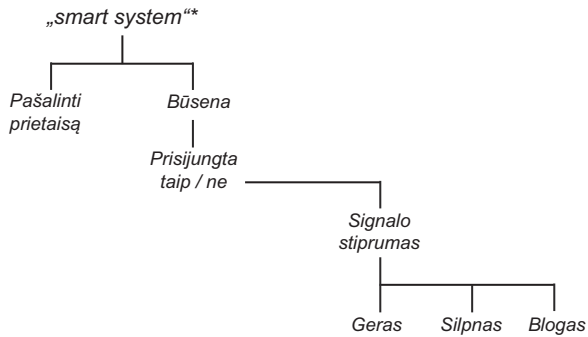 „smart system“*
Pašalinti
prietaisą
Būsena
Prisijungta
taip / ne
Signalo
stiprumas
Geras
Silpnas
Blogas